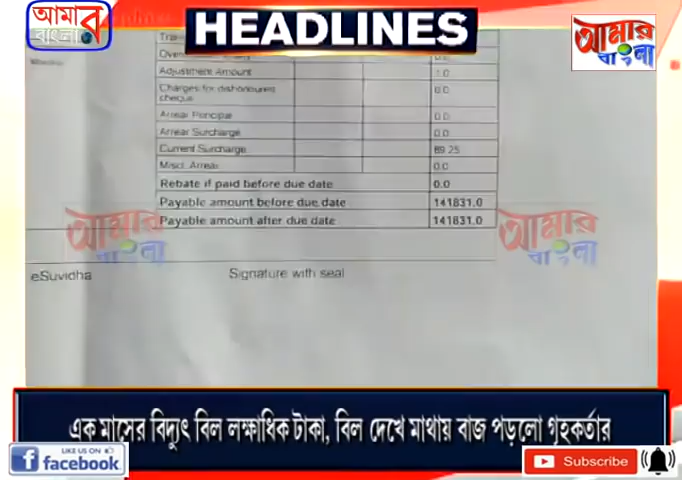 আমার
বাংলা
HEADLINES
আমার
বাংলা
Adjustment Amount 1.0
Charges for dishonoured cheque 0.0
Arrear Principal 0.0
Arrear Surcharge 0.0
Current Surcharge 69.25
Miscl. Arrear 0.0
Rebate if paid before due date 0.0
Payable amount before due date 141831.0
Payable amount after due date 141831.0
আমার
বাংলা
আমার
বাংলা
eSuvidha Signature with seal
এক মাসের বিদ্যুৎ বিল লক্ষাধিক টাকা, বিল দেখে মাথায় বাজ পড়লো গৃহকর্তার
LIKE US ON
facebook.
Subscribe